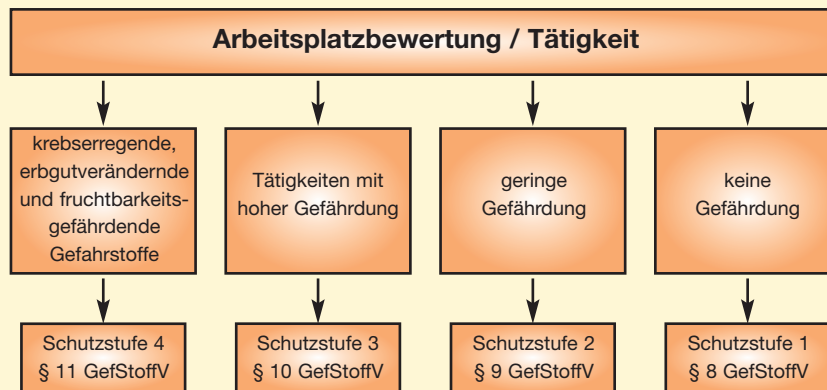 Arbeitsplatzbewertung / Tätigkeit
krebserregende,
erbgutverändernde
und fruchtbarkeits-
gefährdende
Gefahrstoffe
Tätigkeiten mit
hoher Gefährdung
geringe
Gefährdung
keine
Gefährdung
Schutzstufe 4
§ 11 GefStoffV
Schutzstufe 3
§ 10 GefStoffV
Schutzstufe 2
§ 9 GefStoffV
Schutzstufe 1
§ 8 GefStoffV